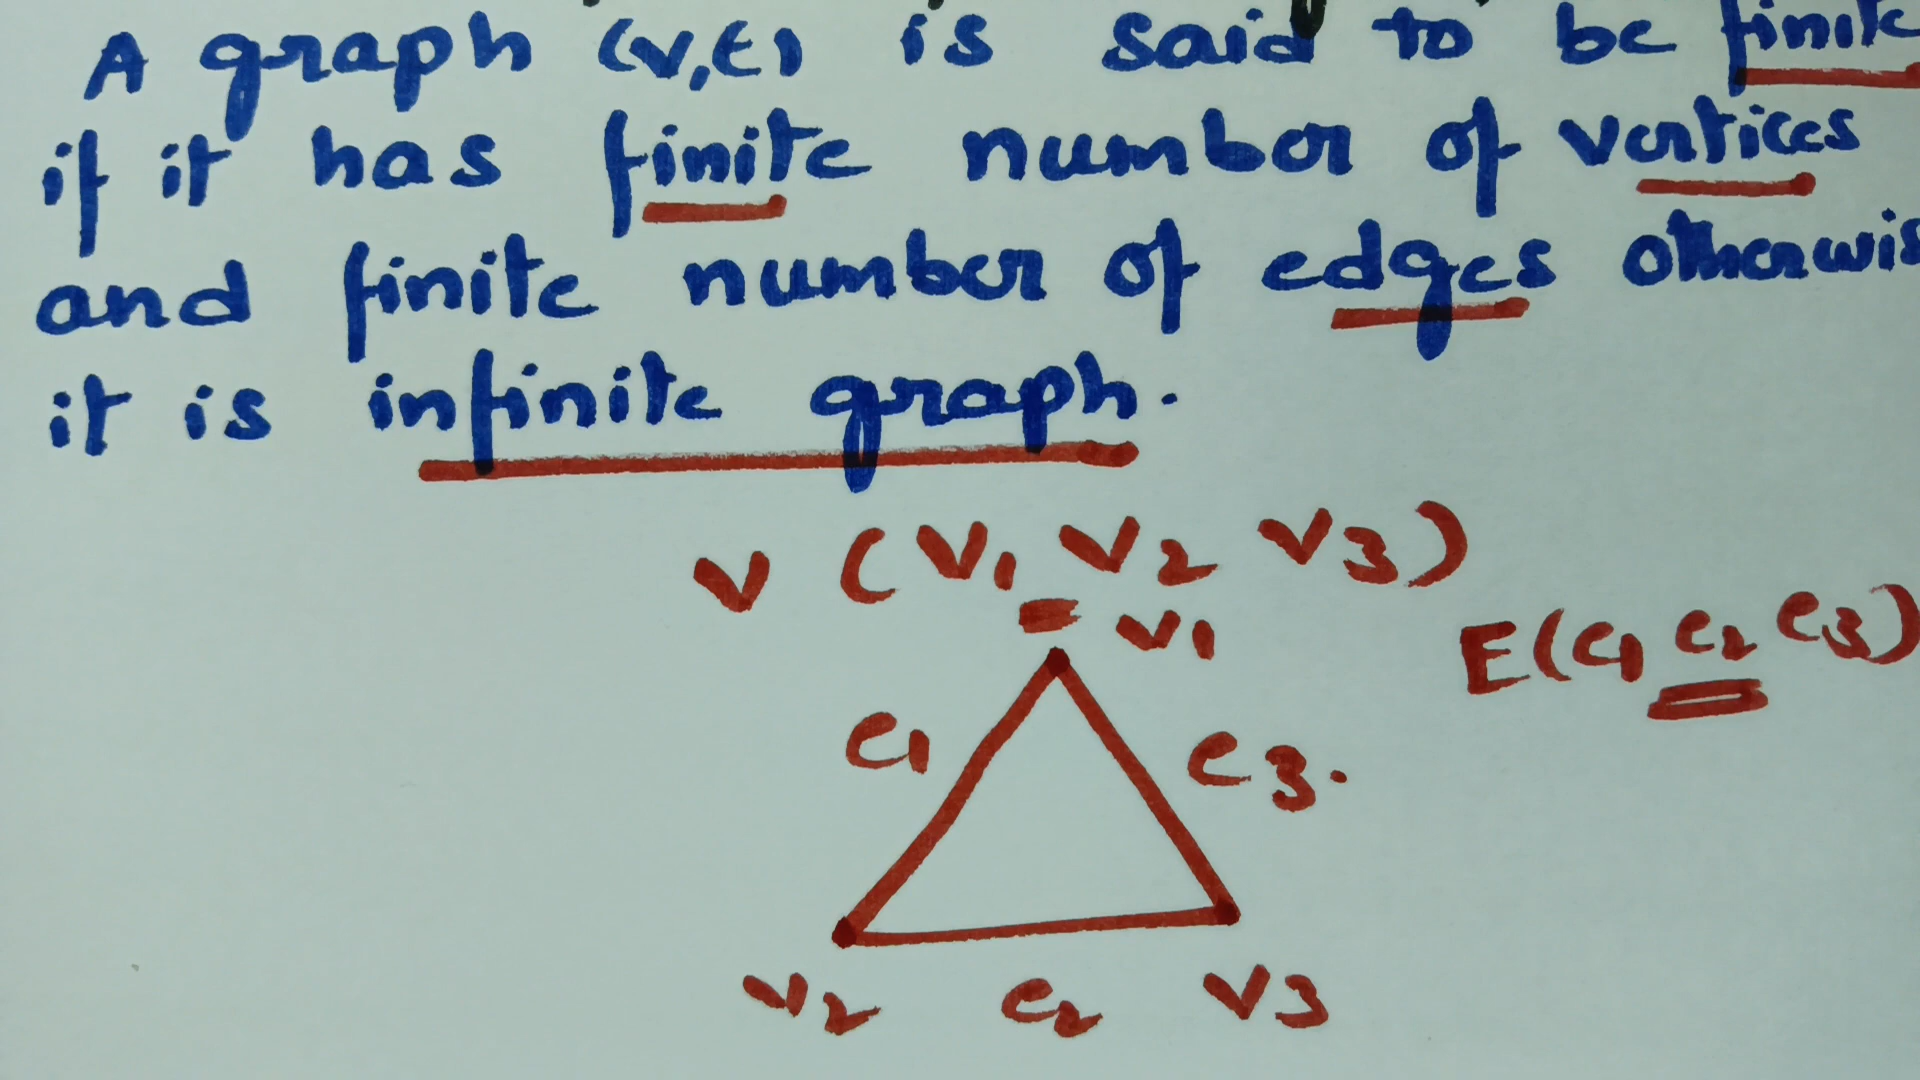 A graph (V,E) is said to be finite
if it has finite number of vertices
and finite number of edges otherwis
it is infinite graph.
V (V1 V2 V3)
E(e1 e2 e3)
V1
e1
e3.
V2
e2
V3